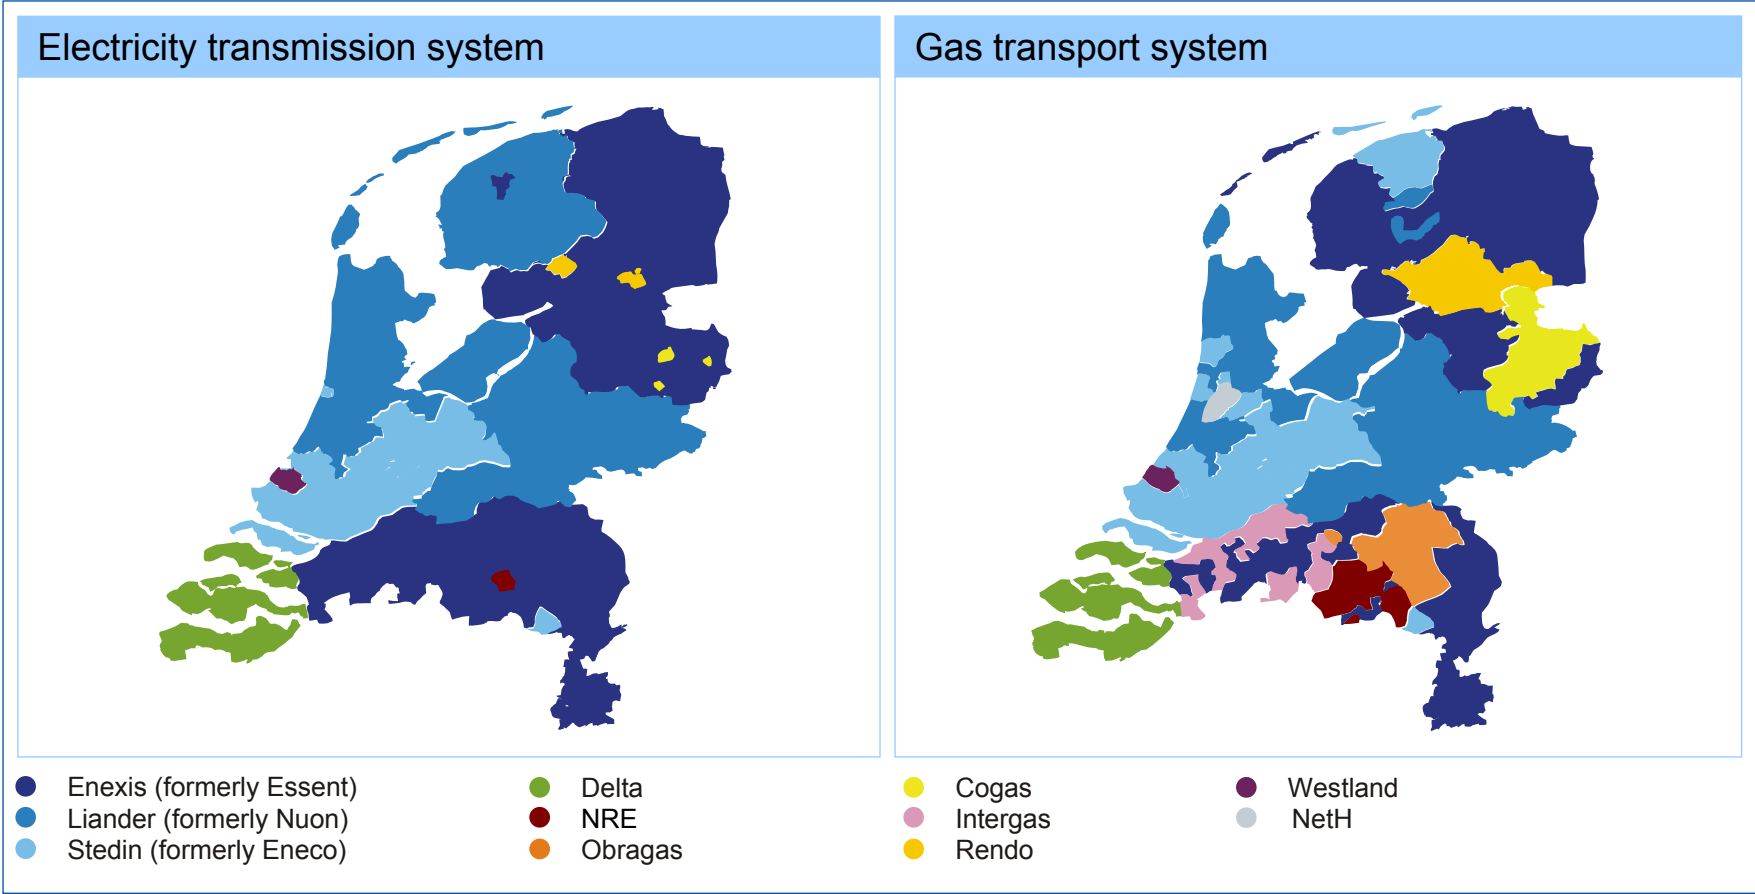 Electricity transmission system
Gas transport system
Enexis (formerly Essent)
Liander (formerly Nuon)
Stedin (formerly Eneco)
Delta
NRE
Obragas
Cogas
Intergas
Rendo
Westland
NetH